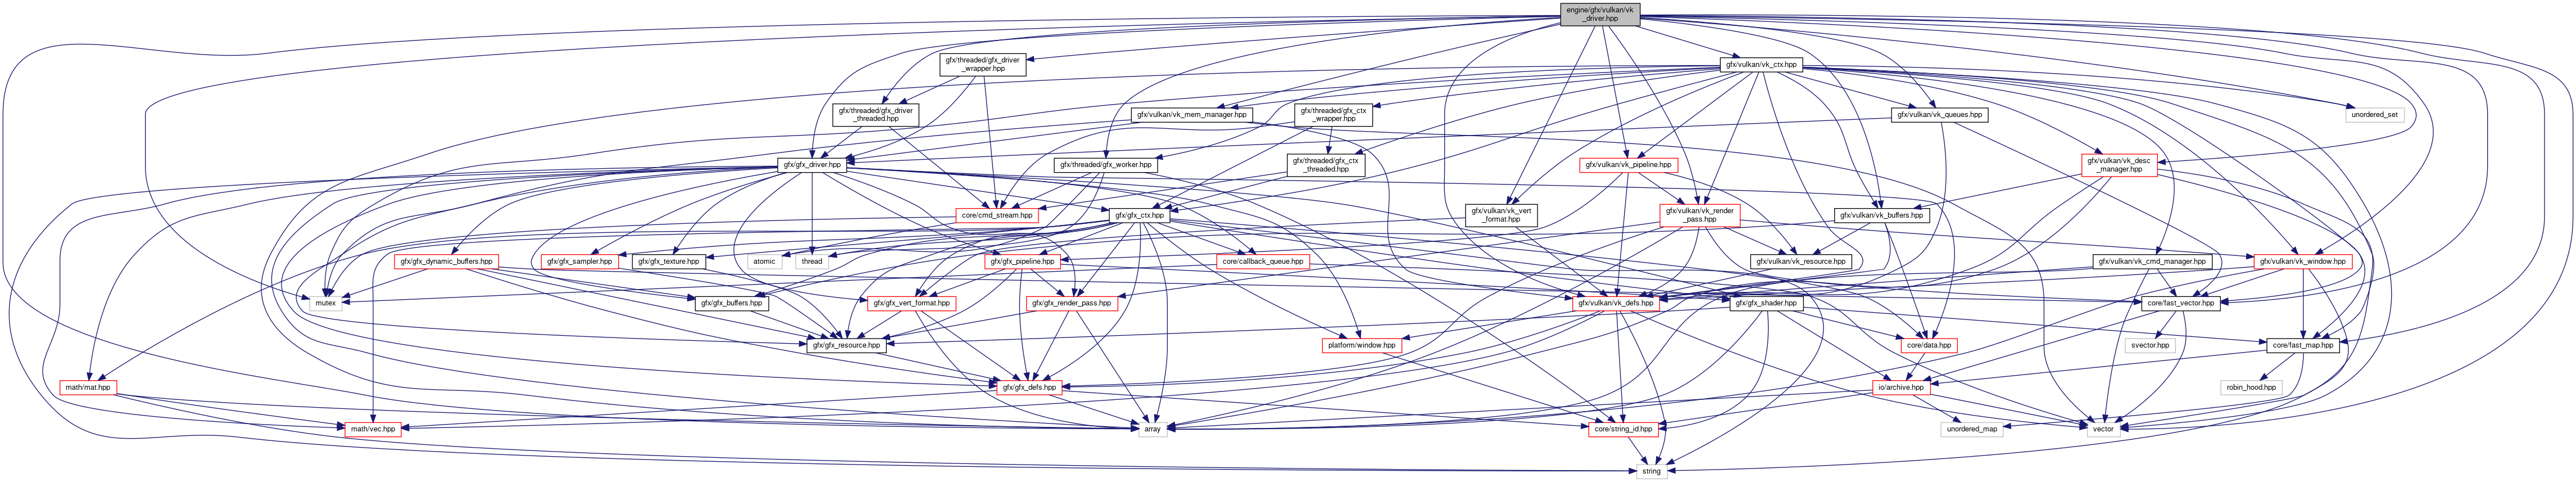 engine/gfx/vulkan/vk
_driver.hpp
gfx/threaded/gfx_driver
_wrapper.hpp
gfx/vulkan/vk_ctx.hpp
gfx/threaded/gfx_driver
_threaded.hpp
gfx/vulkan/vk_mem_manager.hpp
gfx/threaded/gfx_ctx
_wrapper.hpp
gfx/vulkan/vk_queues.hpp
unordered_set
gfx/gfx_driver.hpp
gfx/threaded/gfx_worker.hpp
gfx/threaded/gfx_ctx
_threaded.hpp
gfx/vulkan/vk_pipeline.hpp
gfx/vulkan/vk_desc
_manager.hpp
core/cmd_stream.hpp
gfx/gfx_ctx.hpp
gfx/vulkan/vk_vert
_format.hpp
gfx/vulkan/vk_render
_pass.hpp
gfx/vulkan/vk_buffers.hpp
gfx/gfx_dynamic_buffers.hpp
gfx/gfx_sampler.hpp
gfx/gfx_texture.hpp
atomic
thread
gfx/gfx_pipeline.hpp
core/callback_queue.hpp
gfx/vulkan/vk_resource.hpp
gfx/vulkan/vk_cmd_manager.hpp
gfx/vulkan/vk_window.hpp
mutex
gfx/gfx_buffers.hpp
gfx/gfx_vert_format.hpp
gfx/gfx_render_pass.hpp
gfx/vulkan/vk_defs.hpp
gfx/gfx_shader.hpp
core/fast_vector.hpp
gfx/gfx_resource.hpp
platform/window.hpp
core/data.hpp
svector.hpp
core/fast_map.hpp
math/mat.hpp
gfx/gfx_defs.hpp
io/archive.hpp
robin_hood.hpp
math/vec.hpp
array
core/string_id.hpp
unordered_map
vector
string